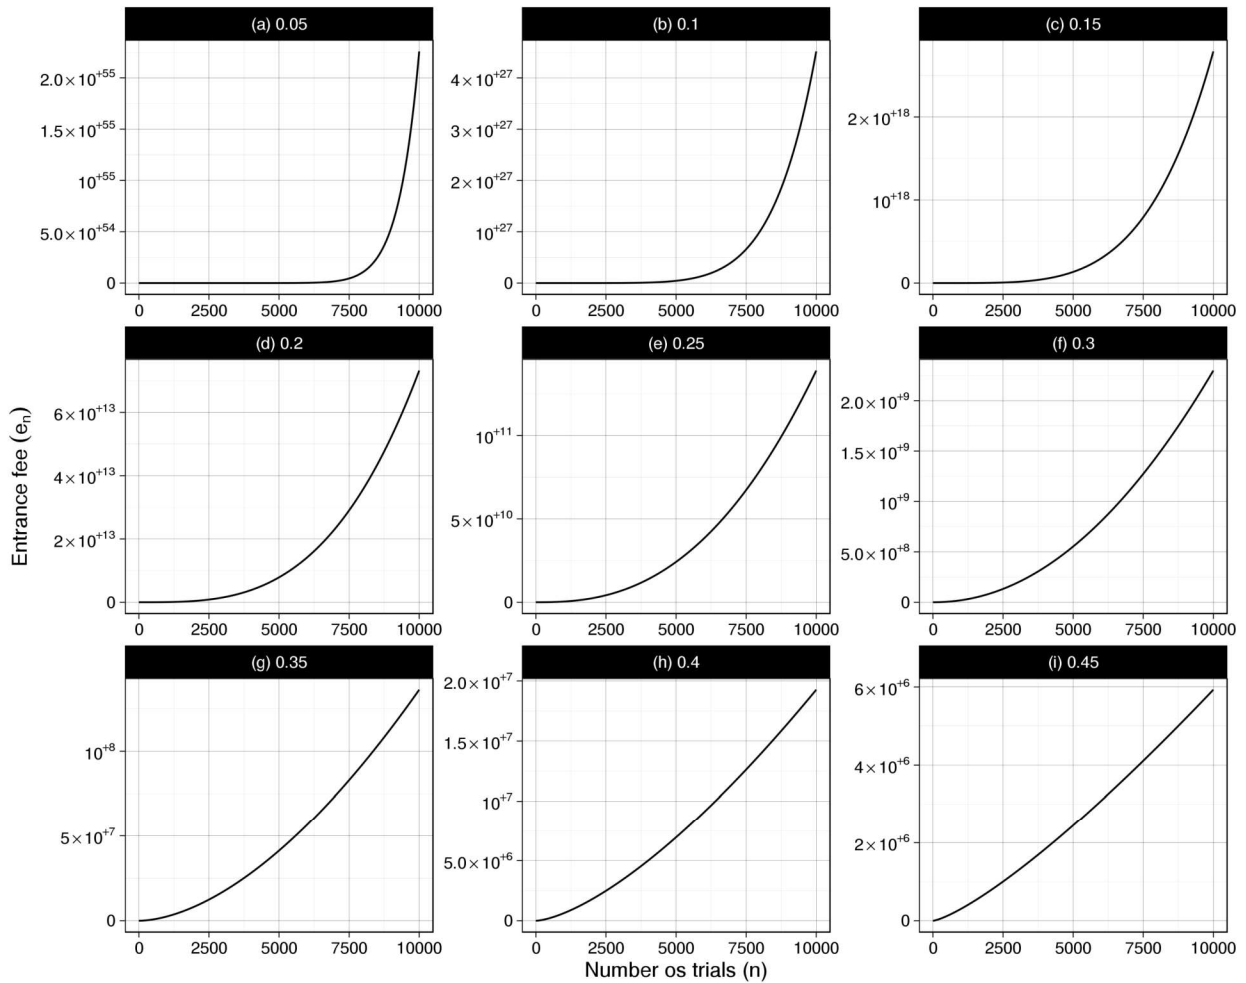 (a) 0.05
2.0×10⁺⁵⁵
1.5×10⁺⁵⁵
10⁺⁵⁵
5.0×10⁺⁵⁴
0
0 2500 5000 7500 10000
(b) 0.1
4×10⁺²⁷
3×10⁺²⁷
2×10⁺²⁷
10⁺²⁷
0
0 2500 5000 7500 10000
(c) 0.15
2×10⁺¹⁸
10⁺¹⁸
0
0 2500 5000 7500 10000
(d) 0.2
6×10⁺¹³
4×10⁺¹³
2×10⁺¹³
0
0 2500 5000 7500 10000
(e) 0.25
10⁺¹¹
5×10⁺¹⁰
0
0 2500 5000 7500 10000
(f) 0.3
2.0×10⁺⁹
1.5×10⁺⁹
10⁺⁹
5.0×10⁺⁸
0
0 2500 5000 7500 10000
(g) 0.35
10⁺⁸
5×10⁺⁷
0
0 2500 5000 7500 10000
(h) 0.4
2.0×10⁺⁷
1.5×10⁺⁷
10⁺⁷
5.0×10⁺⁶
0
0 2500 5000 7500 10000
(i) 0.45
6×10⁺⁶
4×10⁺⁶
2×10⁺⁶
0
0 2500 5000 7500 10000
Entrance fee (eₙ)
Number os trials (n)